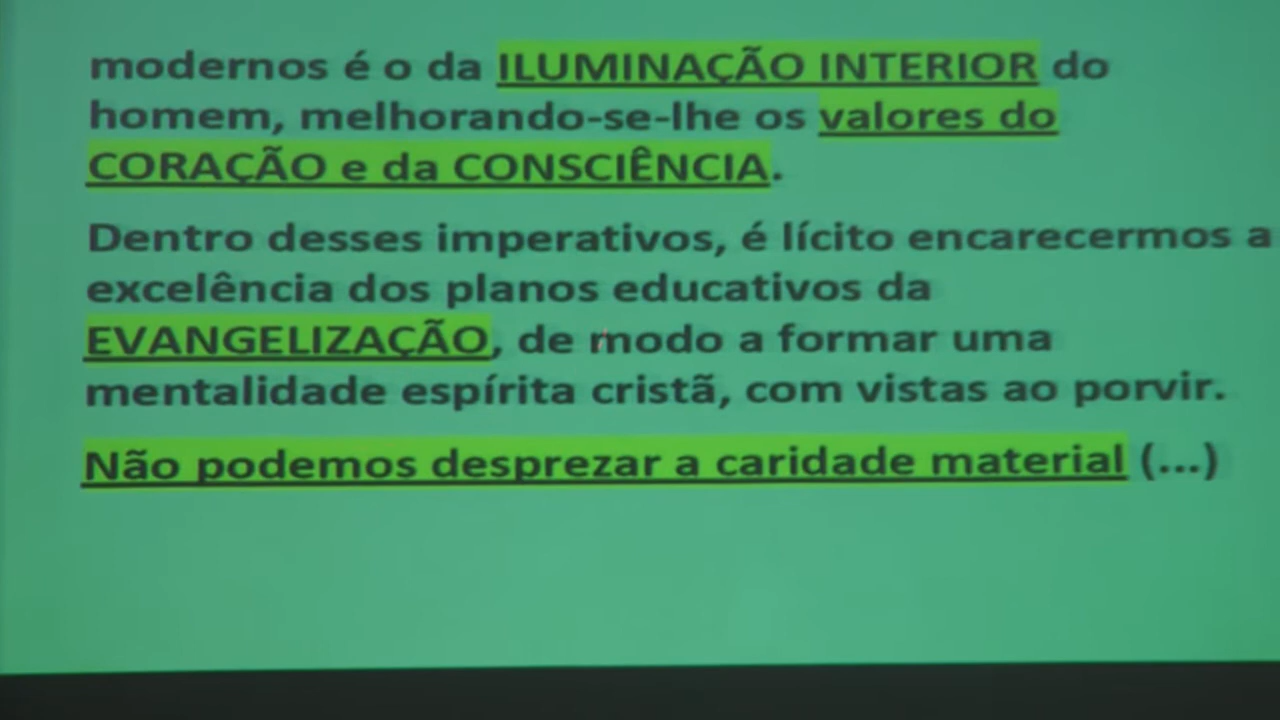 modernos é o da ILUMINAÇÃO INTERIOR do
homem, melhorando-se-lhe os valores do
CORAÇÃO e da CONSCIÊNCIA.
Dentro desses imperativos, é lícito encarecermos a
excelência dos planos educativos da
EVANGELIZAÇÃO, de modo a formar uma
mentalidade espírita cristã, com vistas ao porvir.
Não podemos desprezar a caridade material (...)